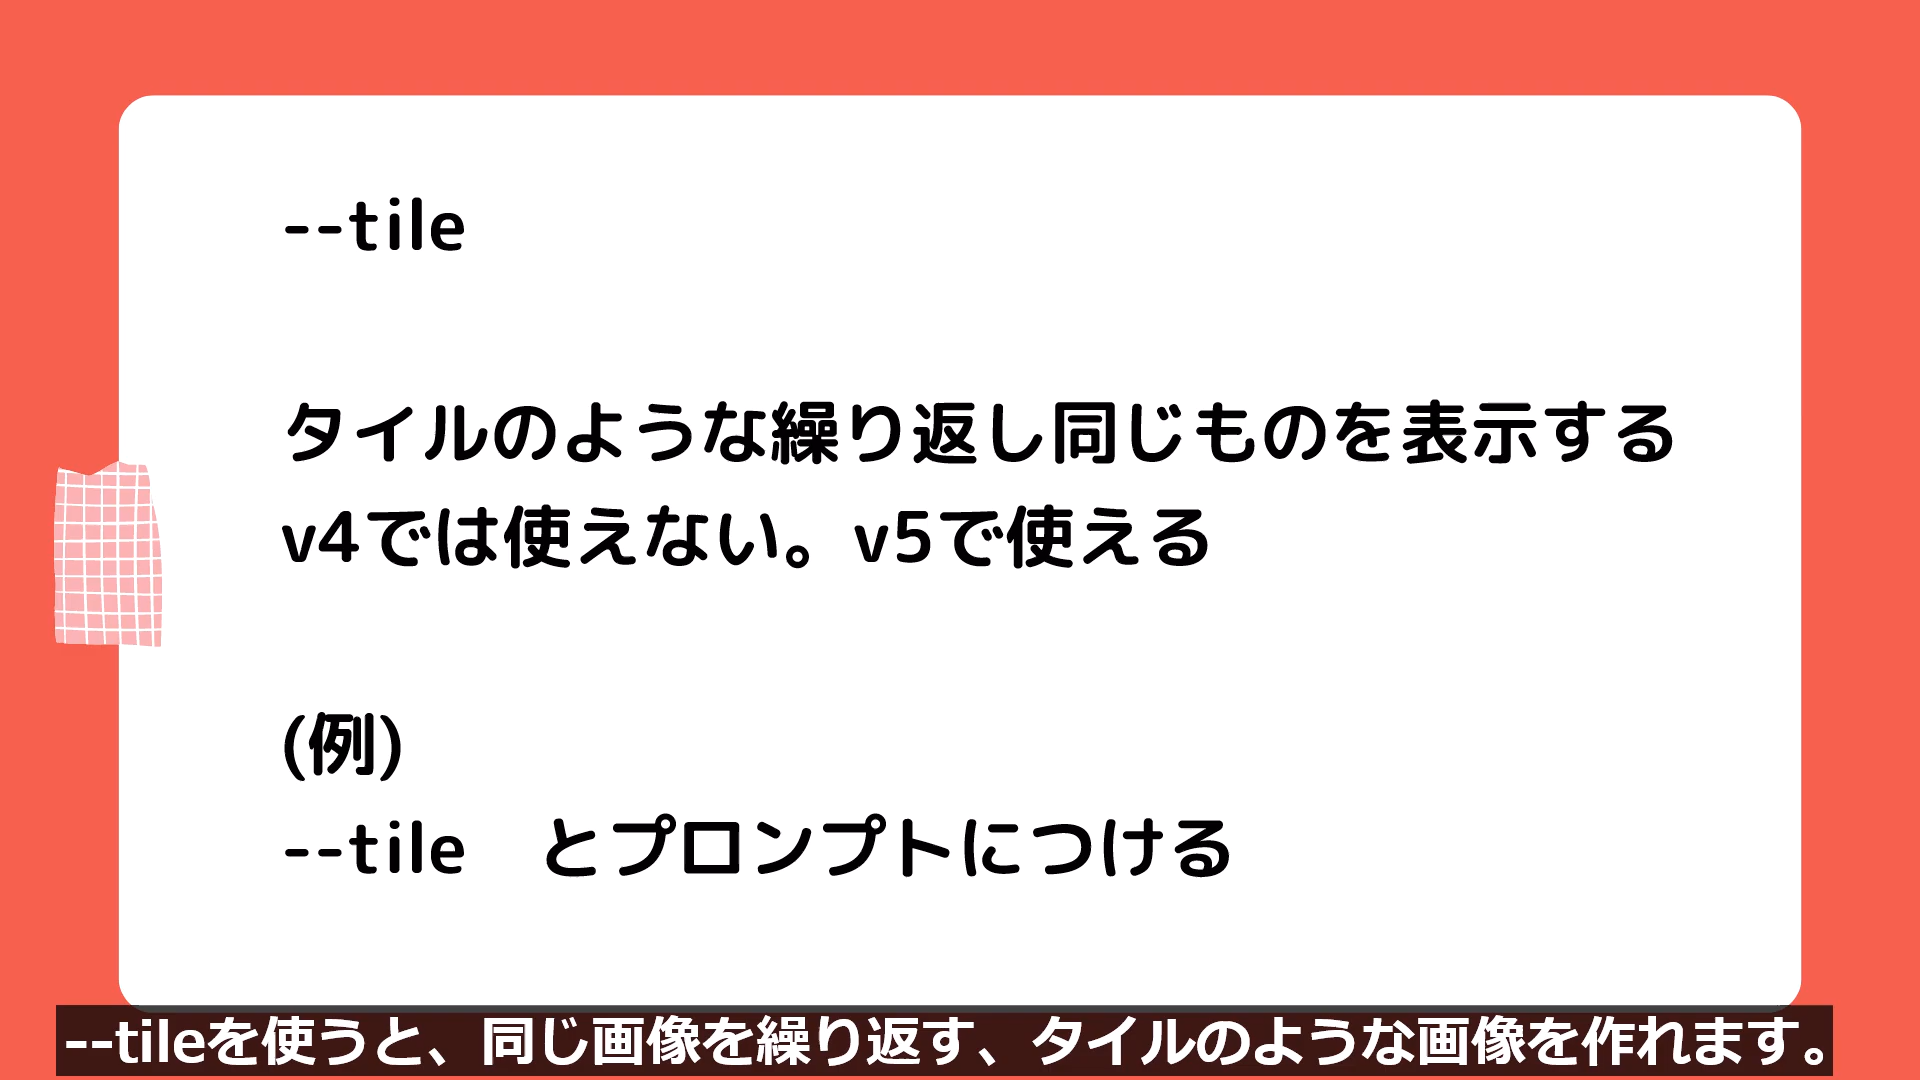 --tile
タイルのような繰り返し同じものを表示する
v4では使えない。v5で使える
(例)
--tile　とプロンプトにつける
--tileを使うと、同じ画像を繰り返す、タイルのような画像を作れます。